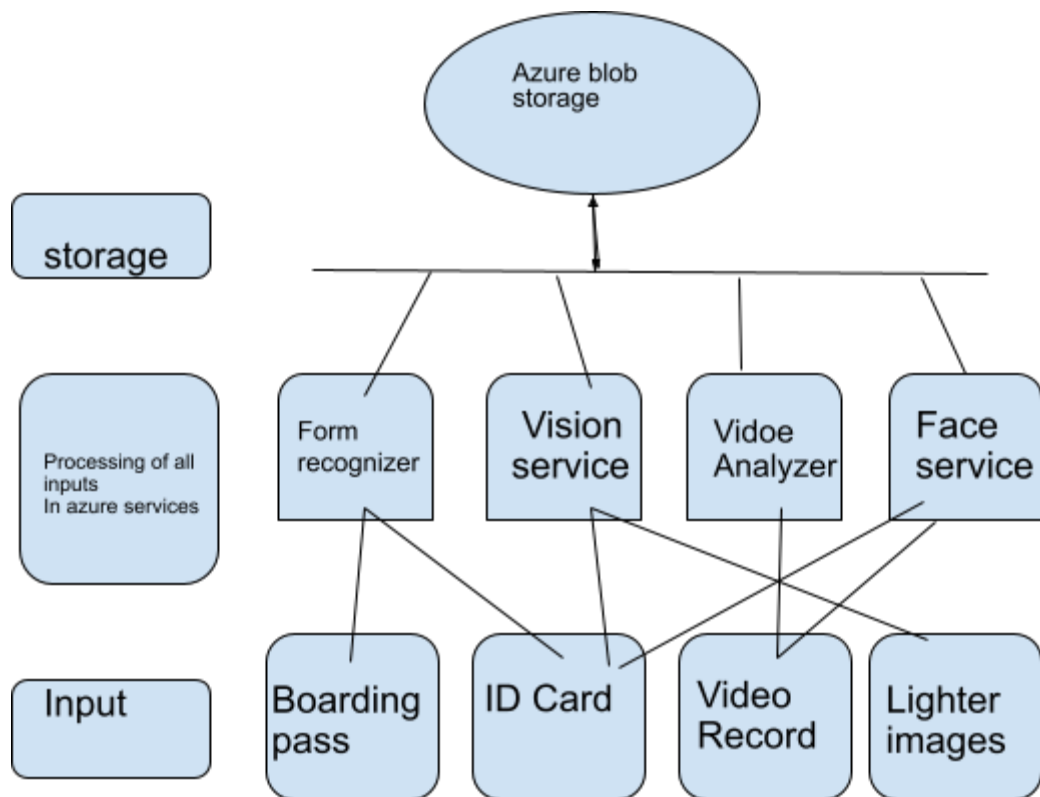 Azure blob
storage
storage
Processing of all
inputs
In azure services
Form
recognizer
Vision
service
Vidoe
Analyzer
Face
service
Input
Boarding
pass
ID Card
Video
Record
Lighter
images